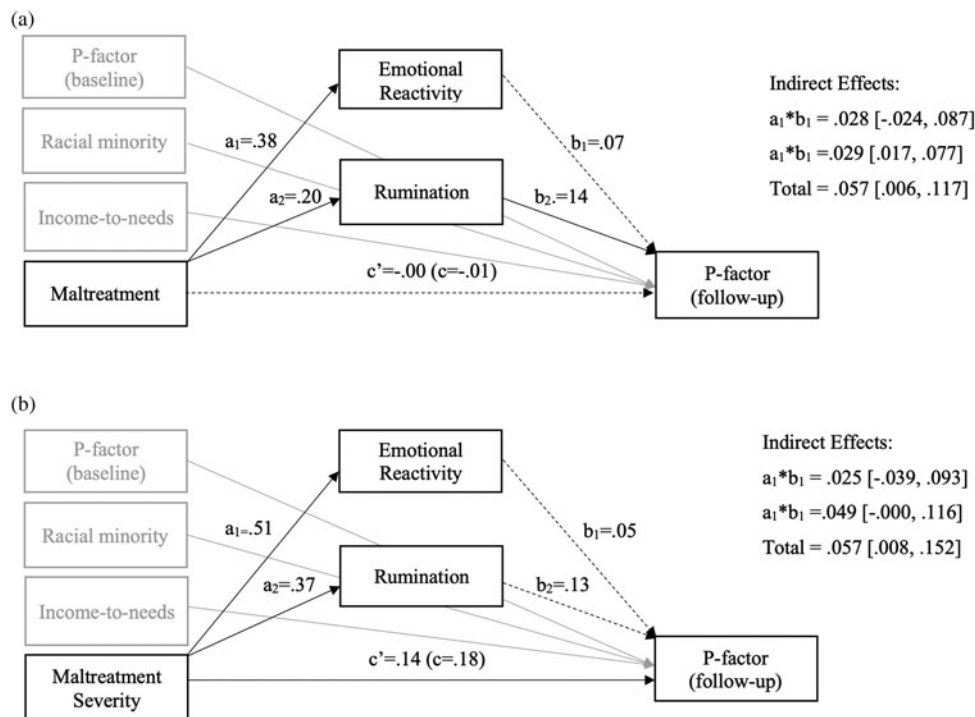 (a)
P-factor
(baseline)
Racial minority
Income-to-needs
Maltreatment
Emotional
Reactivity
Rumination
a₁=.38
a₂=.20
b₁=.07
b₂.=14
c’=-.00 (c=-.01)
P-factor
(follow-up)
Indirect Effects:
a₁*b₁ = .028 [-.024, .087]
a₁*b₁ =.029 [.017, .077]
Total = .057 [.006, .117]
(b)
P-factor
(baseline)
Racial minority
Income-to-needs
Maltreatment
Severity
Emotional
Reactivity
Rumination
a₁=.51
a₂=.37
b₁=.05
b₂=.13
c’=.14 (c=.18)
P-factor
(follow-up)
Indirect Effects:
a₁*b₁ = .025 [-.039, .093]
a₁*b₁ =.049 [-.000, .116]
Total = .057 [.008, .152]